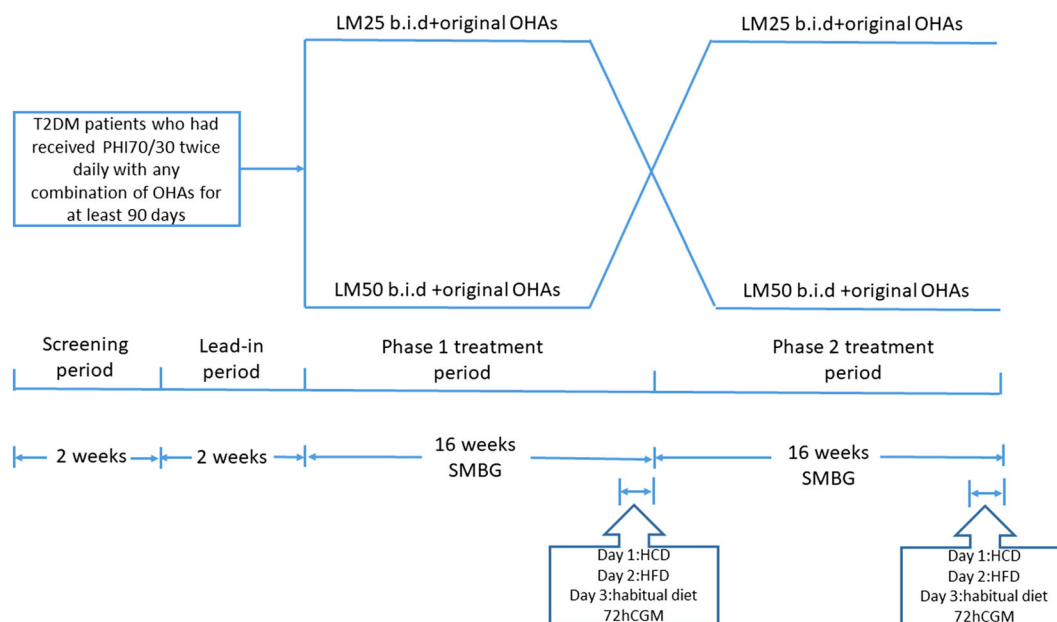 LM25 b.i.d+original OHAs
LM25 b.i.d+original OHAs
T2DM patients who had
received PHI70/30 twice
daily with any
combination of OHAs for
at least 90 days
LM50 b.i.d +original OHAs
LM50 b.i.d +original OHAs
Screening
period
Lead-in
period
Phase 1 treatment
period
Phase 2 treatment
period
2 weeks
2 weeks
16 weeks
SMBG
16 weeks
SMBG
Day 1:HCD
Day 2:HFD
Day 3:habitual diet
72hCGM
Day 1:HCD
Day 2:HFD
Day 3:habitual diet
72hCGM